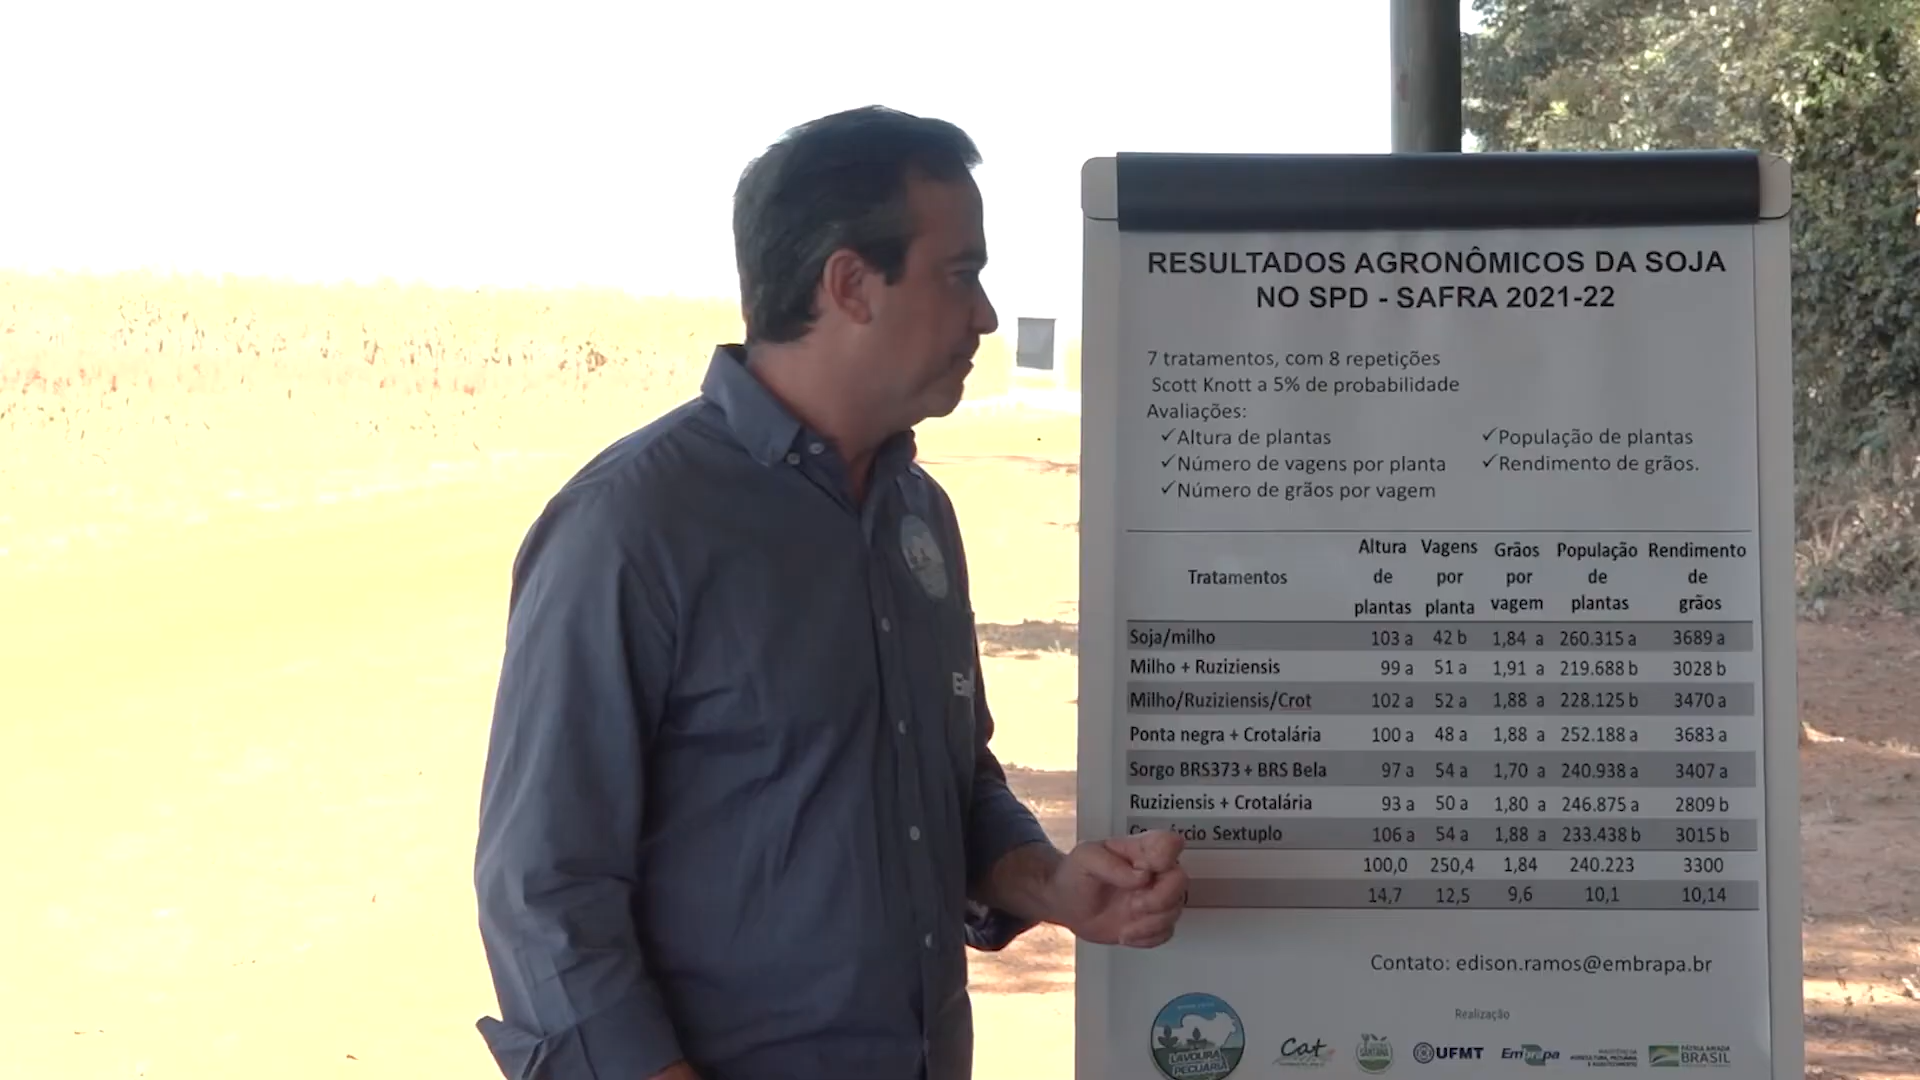 RESULTADOS AGRONÔMICOS DA SOJA
NO SPD - SAFRA 2021-22
7 tratamentos, com 8 repetições
Scott Knott a 5% de probabilidade
Avaliações:
✓Altura de plantas ✓População de plantas
✓Número de vagens por planta ✓Rendimento de grãos.
✓Número de grãos por vagem
Tratamentos Altura de plantas Vagens por planta Grãos por vagem População de plantas Rendimento de grãos
Soja/milho 103 a 42 b 1,84 a 260.315 a 3689 a
Milho + Ruziziensis 99 a 51 a 1,91 a 219.688 b 3028 b
Milho/Ruziziensis/Crot 102 a 52 a 1,88 a 228.125 b 3470 a
Ponta negra + Crotalária 100 a 48 a 1,88 a 252.188 a 3683 a
Sorgo BRS373 + BRS Bela 97 a 54 a 1,70 a 240.938 a 3407 a
Ruziziensis + Crotalária 93 a 50 a 1,80 a 246.875 a 2809 b
Sextuplo 106 a 54 a 1,88 a 233.438 b 3015 b
100,0 250,4 1,84 240.223 3300
14,7 12,5 9,6 10,1 10,14
Contato: edison.ramos@embrapa.br
Realização
LAVOURA
PECUÁRIA
Cat
SANTANA
UFMT
Embrapa
PÁTRIA AMADA
BRASIL